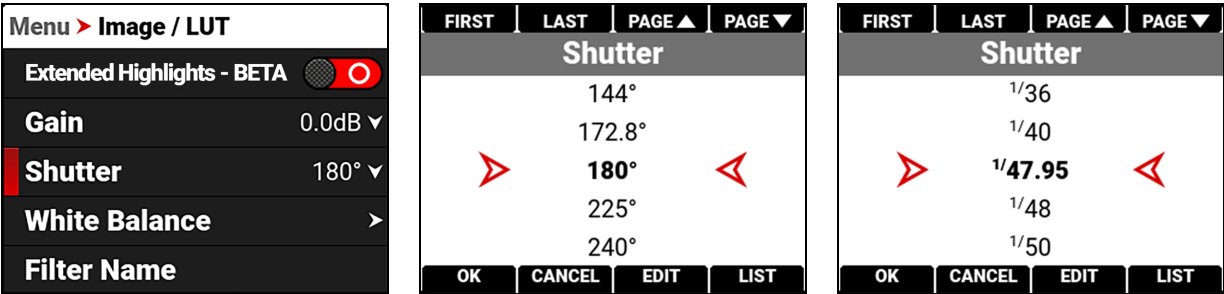 Menu ➤ Image / LUT
Extended Highlights - BETA
Gain 0.0dB
Shutter 180°
White Balance
Filter Name
FIRST LAST PAGE▲ PAGE▼
Shutter
144°
172.8°
180°
225°
240°
OK CANCEL EDIT LIST
FIRST LAST PAGE▲ PAGE▼
Shutter
1/36
1/40
1/47.95
1/48
1/50
OK CANCEL EDIT LIST